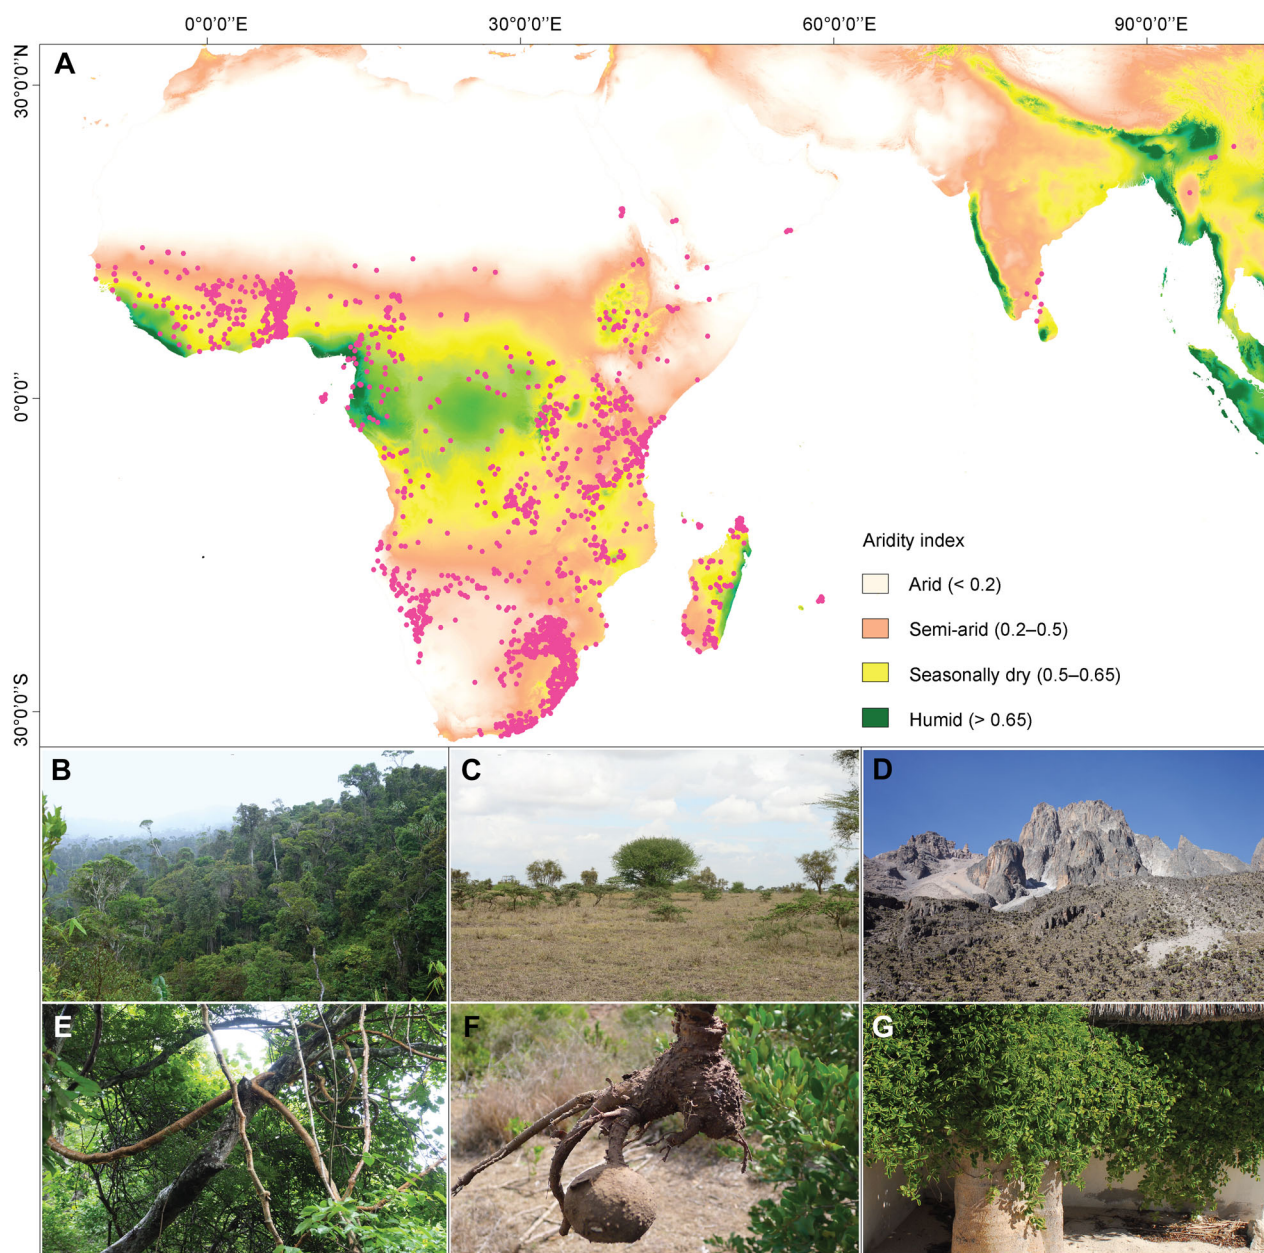 0°0'0''E
30°0'0''E
60°0'0''E
90°0'0''E
30°0'0''N
A
0°0'0''
30°0'0''S
Aridity index
Arid (< 0.2)
Semi-arid (0.2–0.5)
Seasonally dry (0.5–0.65)
Humid (> 0.65)
B
C
D
E
F
G